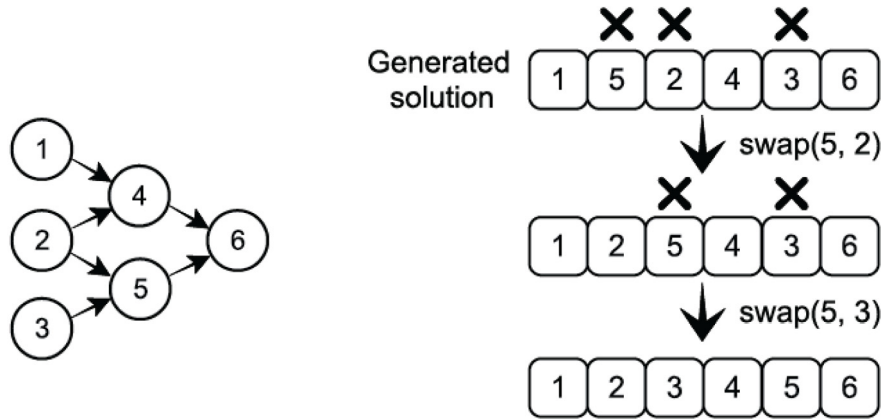 1
2
3
4
5
6
Generated
solution
1 5 2 4 3 6
swap(5, 2)
1 2 5 4 3 6
swap(5, 3)
1 2 3 4 5 6